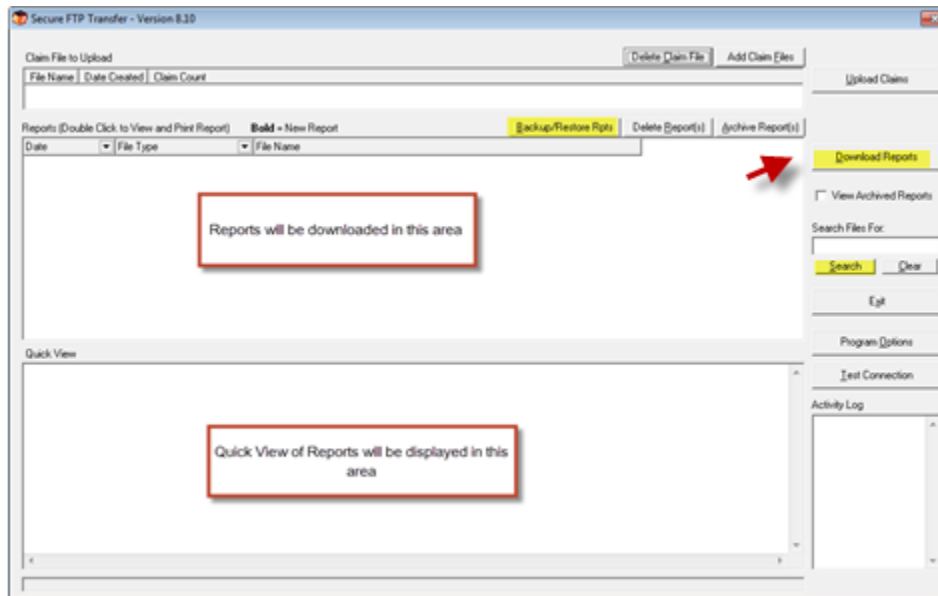 Secure FTP Transfer - Version 8.10
Claim File to Upload
Delete Claim File
Add Claim Files
File Name
Date Created
Claim Count
Upload Claims
Reports (Double Click to View and Print Report)
Bold = New Report
Backup/Restore Rpts
Delete Report(s)
Archive Report(s)
Date
File Type
File Name
Download Reports
View Archived Reports
Reports will be downloaded in this area
Search Files For:
Search
Clear
Exit
Program Options
Quick View
Test Connection
Activity Log
Quick View of Reports will be displayed in this
area